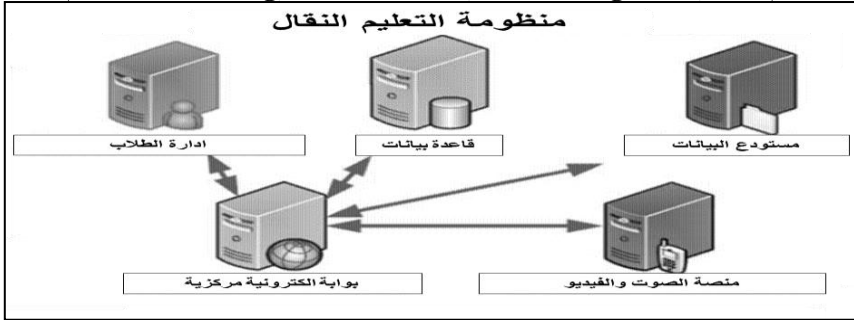 منظومة التعليم النقال
مستودع البيانات
قاعدة بيانات
ادارة الطلاب
منصة الصوت والفيديو
بوابة الكترونية مركزية